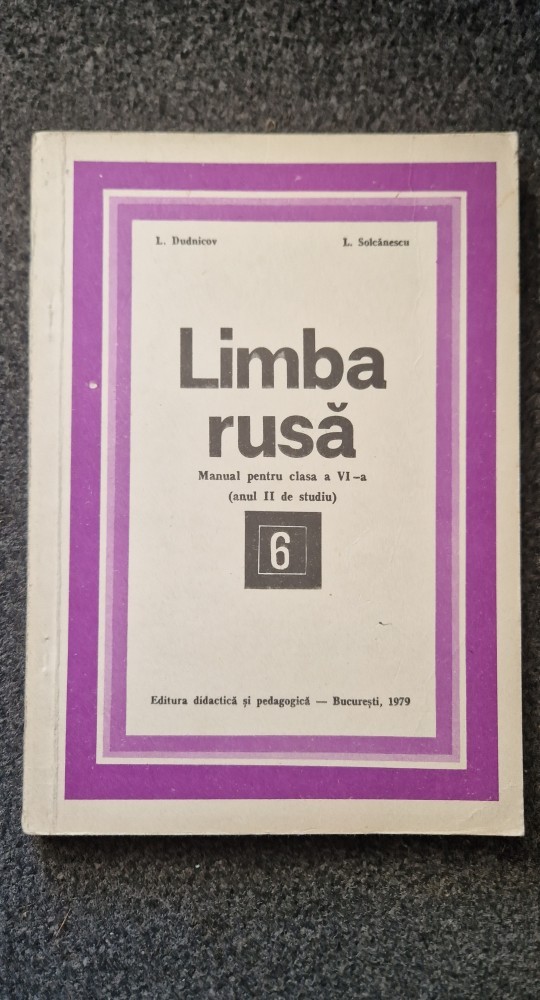 L. Dudnicov L. Solcănescu
Limba
rusă
Manual pentru clasa a VI-a
(anul II de studiu)
6
Editura didactică și pedagogică — București, 1979